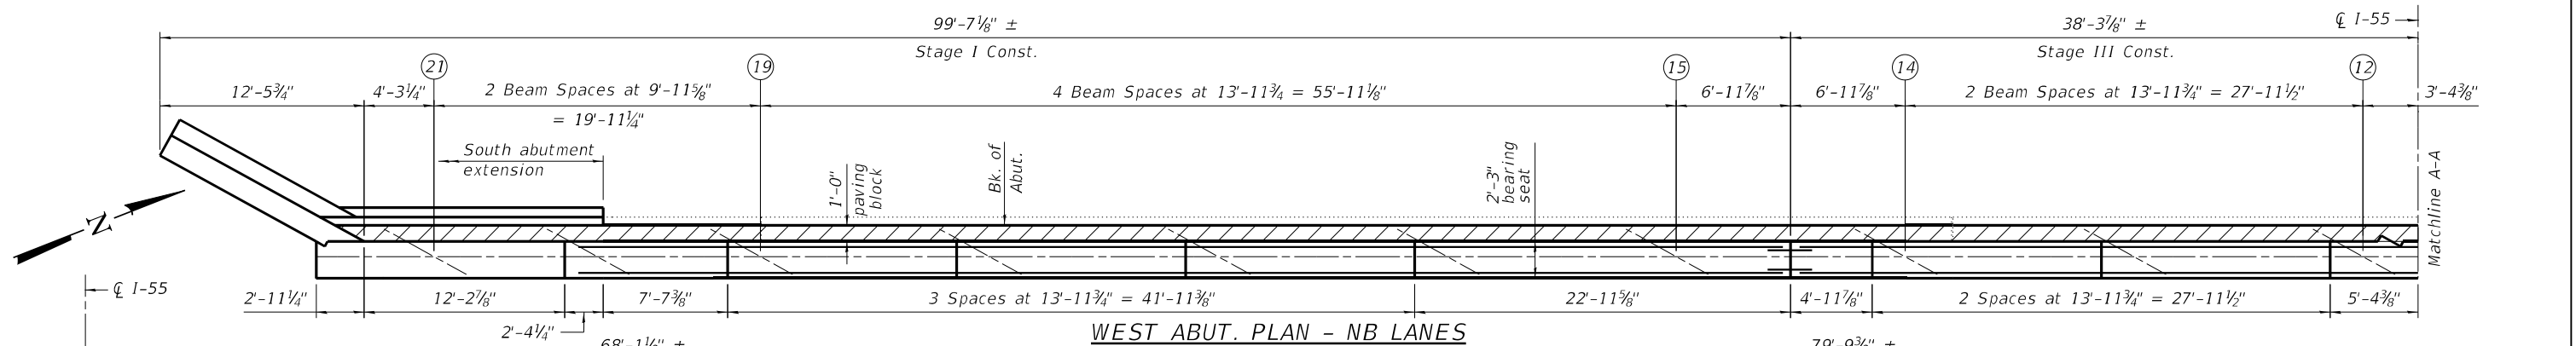 99'-7⅛" ±
38'-3⅞" ±
℄ I-55
Stage I Const.
Stage III Const.
21
19
15
14
12
12'-5¾"
4'-3¼"
2 Beam Spaces at 9'-11⅝"
= 19'-11¼"
4 Beam Spaces at 13'-11¾ = 55'-11⅛"
6'-11⅞"
6'-11⅞"
2 Beam Spaces at 13'-11¾" = 27'-11½"
3'-4⅜"
South abutment
extension
1'-0"
paving
block
Bk. of
Abut.
2'-3"
bearing
seat
Matchline A-A
N
℄ I-55
2'-11¼"
12'-2⅞"
2'-4¼"
7'-7⅜"
3 Spaces at 13'-11¾" = 41'-11⅜"
22'-11⅝"
4'-11⅞"
2 Spaces at 13'-11¾" = 27'-11½"
5'-4⅜"
WEST ABUT. PLAN - NB LANES